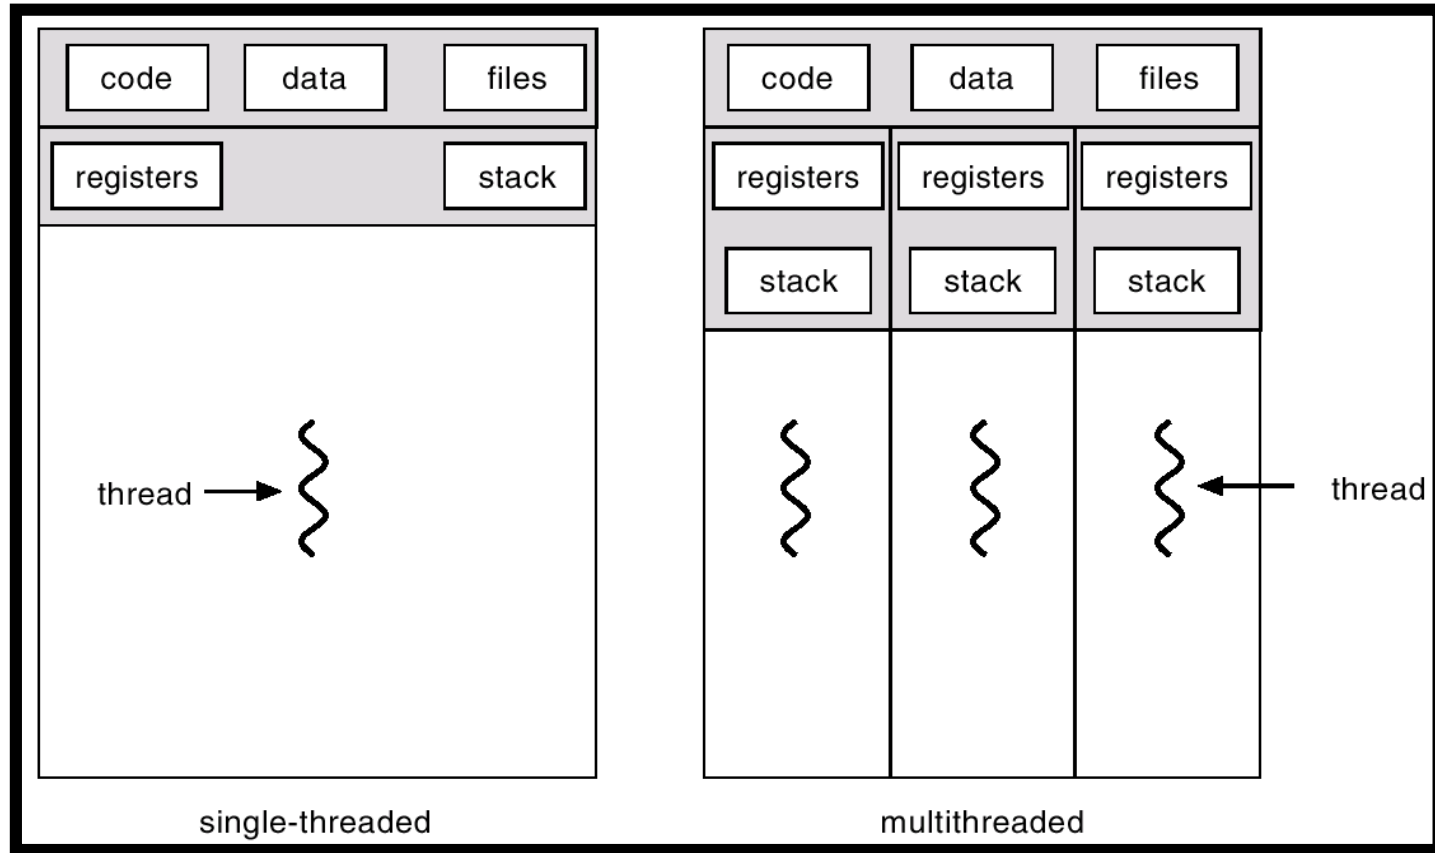 code data files
registers stack
thread
single-threaded
code data files
registers registers registers
stack stack stack
thread
multithreaded